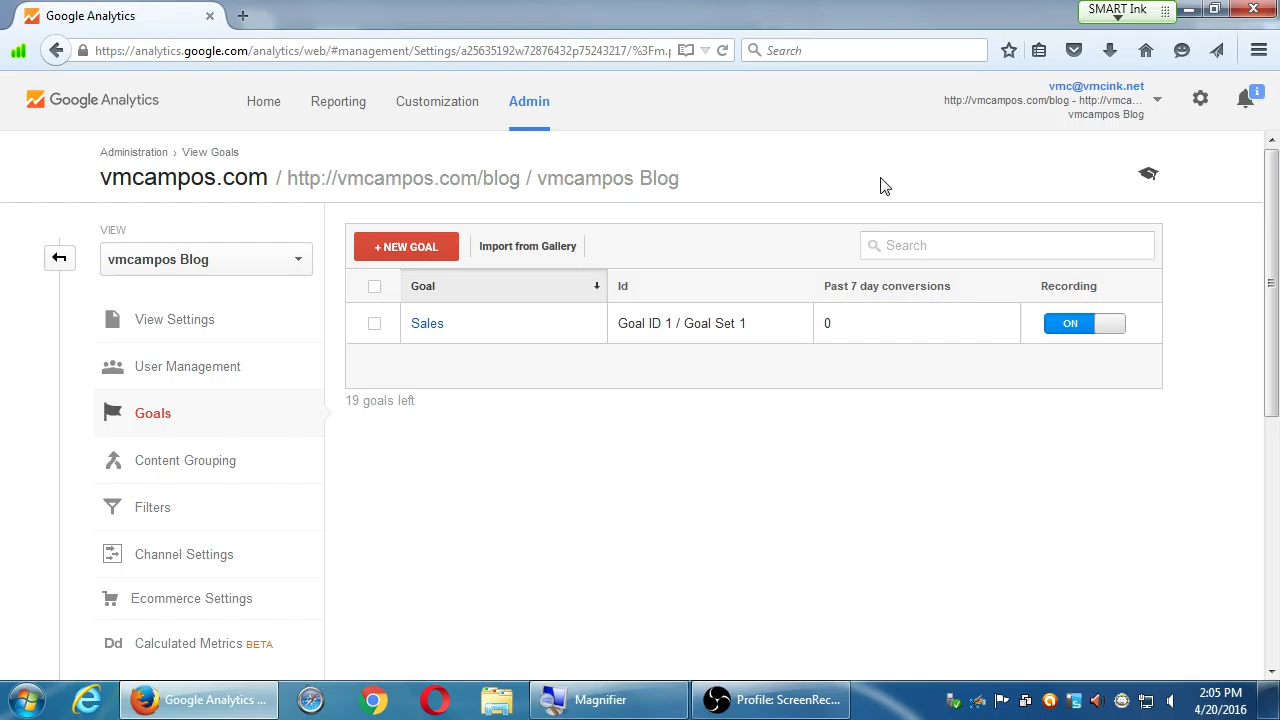 Google Analytics
SMART Ink
https://analytics.google.com/analytics/web/#management/Settings/a25635192w72876432p75243217/%3Fm.p
Search
Google Analytics
Home
Reporting
Customization
Admin
vmc@vmcink.net
http://vmcampos.com/blog - http://vmca...
vmcampos Blog
i
Administration › View Goals
vmcampos.com / http://vmcampos.com/blog / vmcampos Blog
VIEW
vmcampos Blog
View Settings
User Management
Goals
Content Grouping
Filters
Channel Settings
Ecommerce Settings
Dd Calculated Metrics BETA
+ NEW GOAL
Import from Gallery
Search
Goal Id Past 7 day conversions Recording
Sales Goal ID 1 / Goal Set 1 0 ON
19 goals left
Google Analytics ...
Magnifier
Profile: ScreenRec...
2:05 PM
4/20/2016